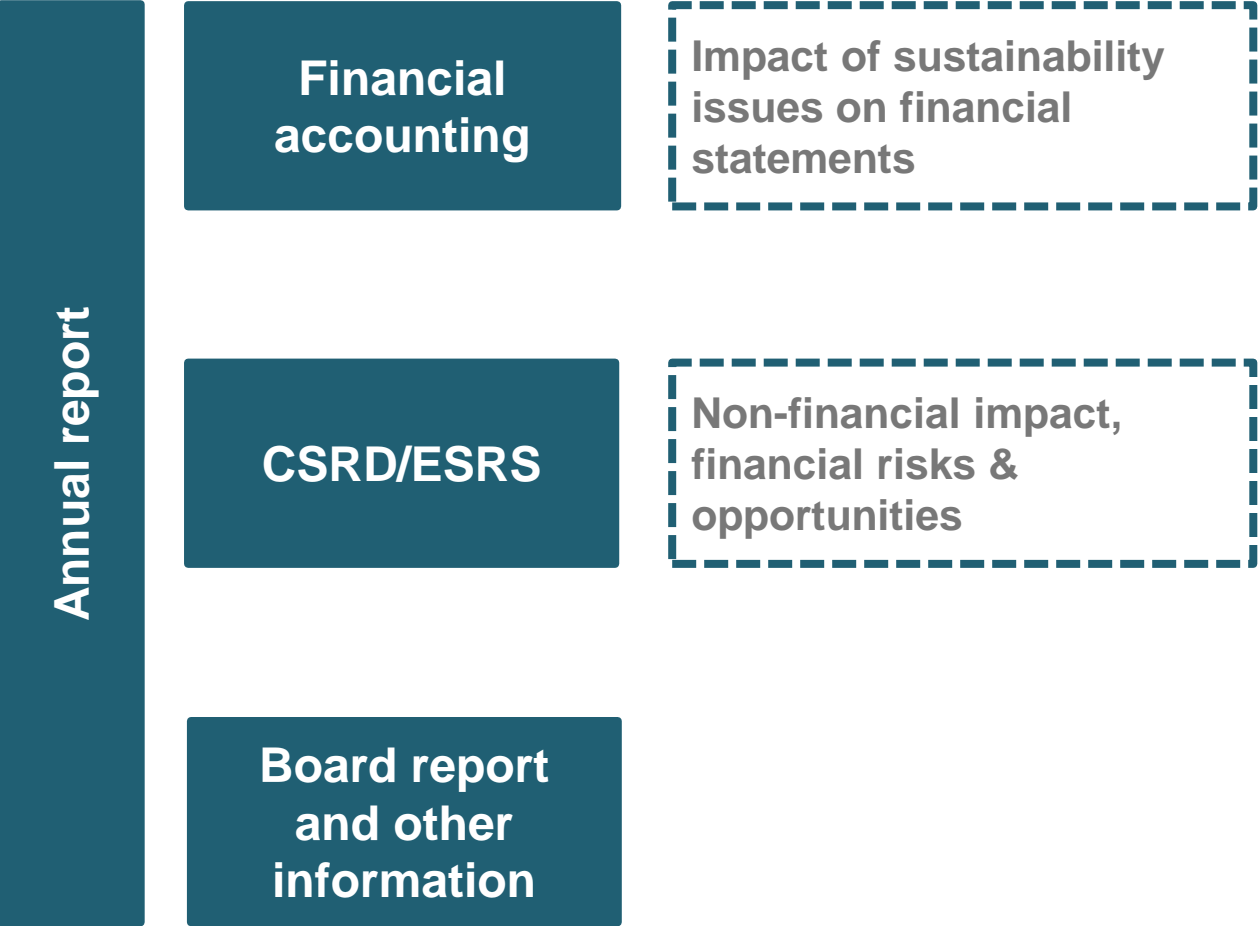 Annual report
Financial
accounting
Impact of sustainability
issues on financial
statements
CSRD/ESRS
Non-financial impact,
financial risks &
opportunities
Board report
and other
information